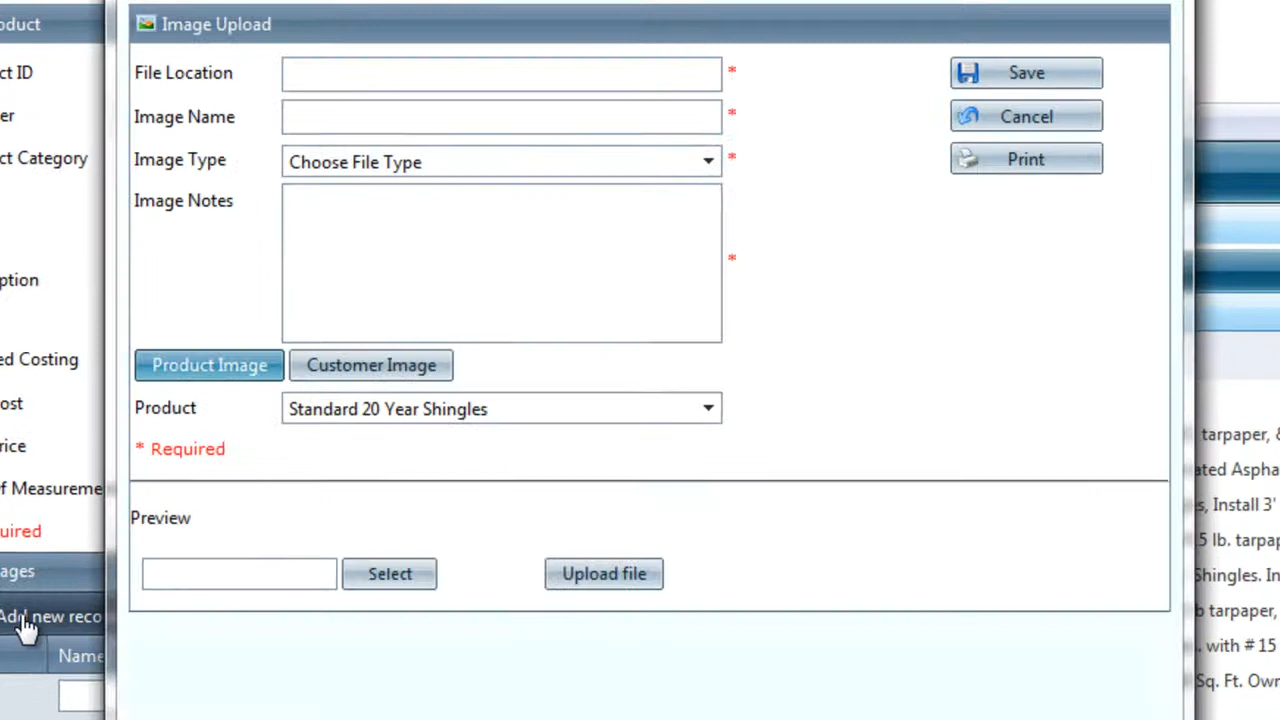 Image Upload
File Location *
Save
Image Name *
Cancel
Image Type Choose File Type *
Print
Image Notes
*
Product Image Customer Image
Product Standard 20 Year Shingles
* Required
Preview
Select Upload file
oduct
ct ID
er
ct Category
ption
ed Costing
ost
rice
f Measureme
uired
ages
Add new reco
Name
tarpaper, &
ated Aspha
s, Install 3'
5 lb. tarpap
Shingles. In
b tarpaper,
. with # 15
Sq. Ft. Own